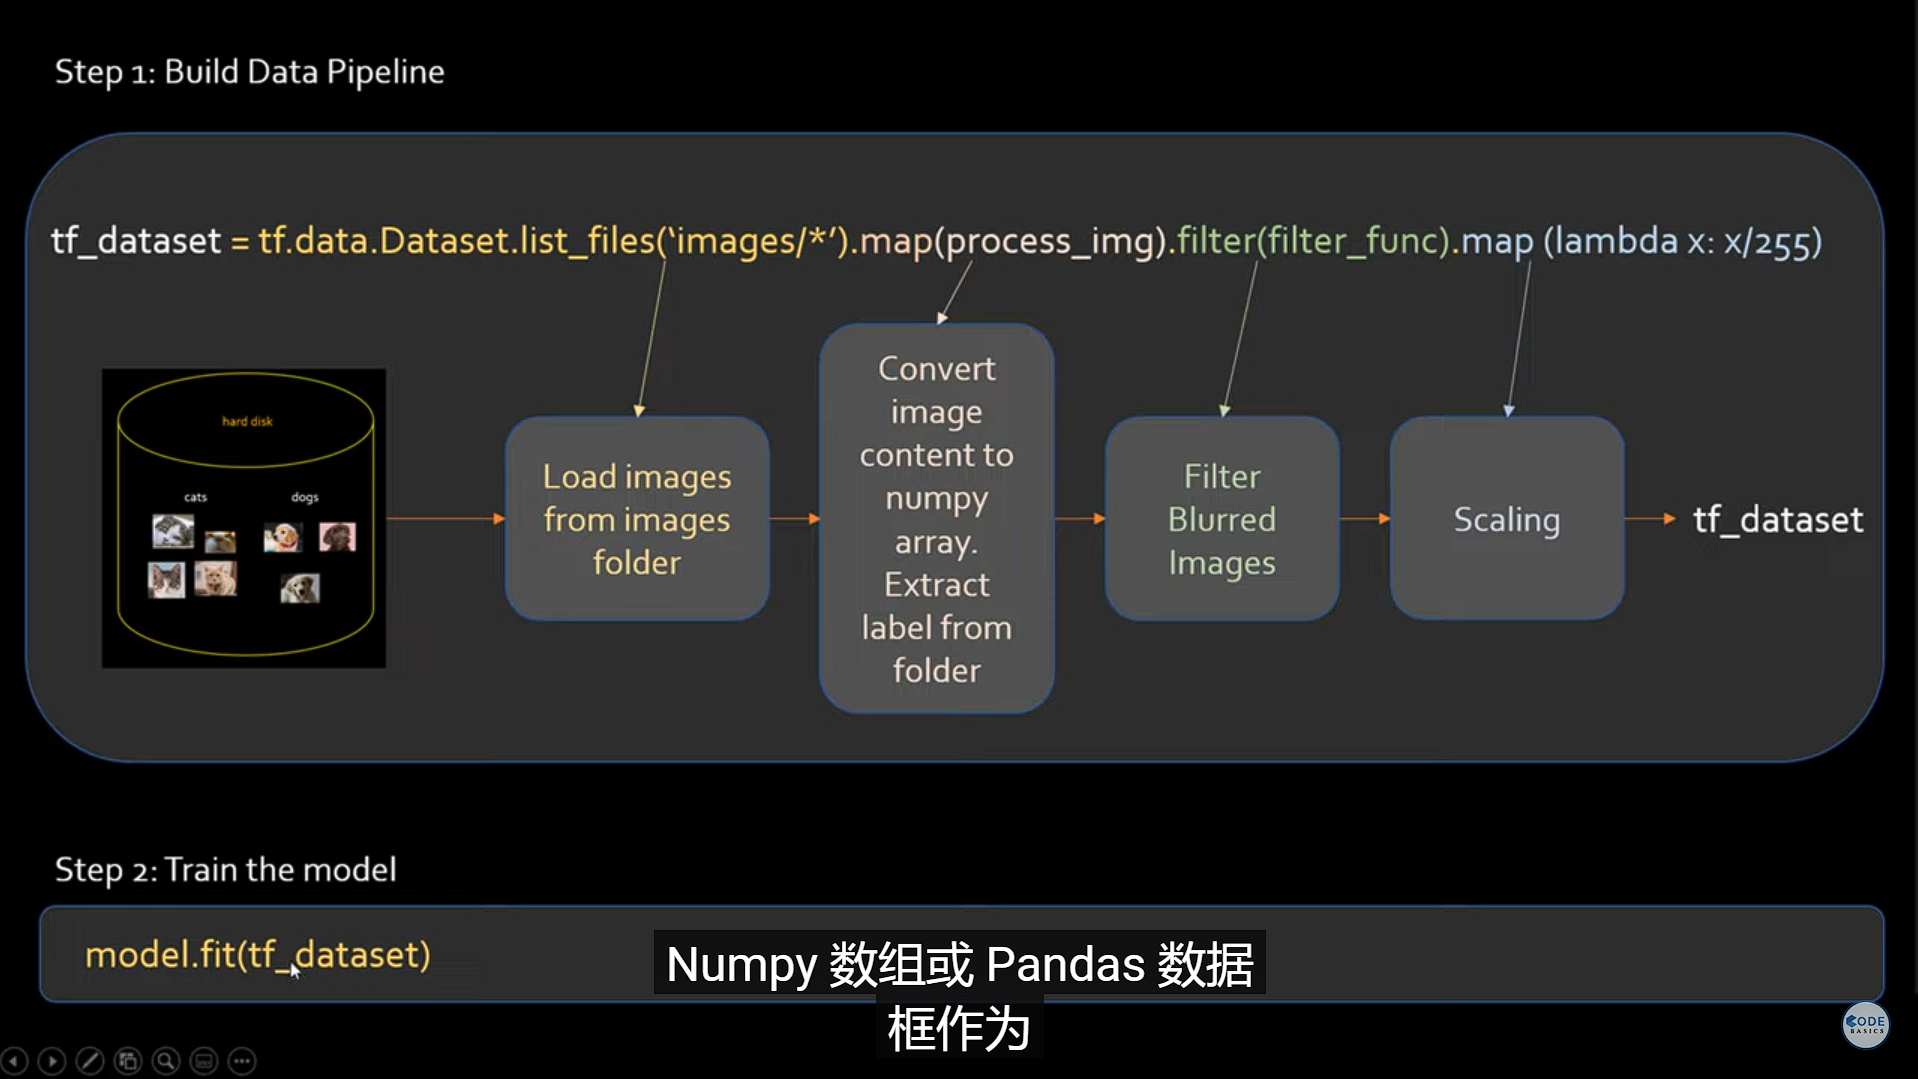 Step 1: Build Data Pipeline
tf_dataset = tf.data.Dataset.list_files(‘images/*’).map(process_img).filter(filter_func).map (lambda x: x/255)
hard disk
cats
dogs
Load images
from images
folder
Convert
image
content to
numpy
array.
Extract
label from
folder
Filter
Blurred
Images
Scaling
tf_dataset
Step 2: Train the model
model.fit(tf_dataset)
Numpy 数组或 Pandas 数据
框作为
CODE
BASICS